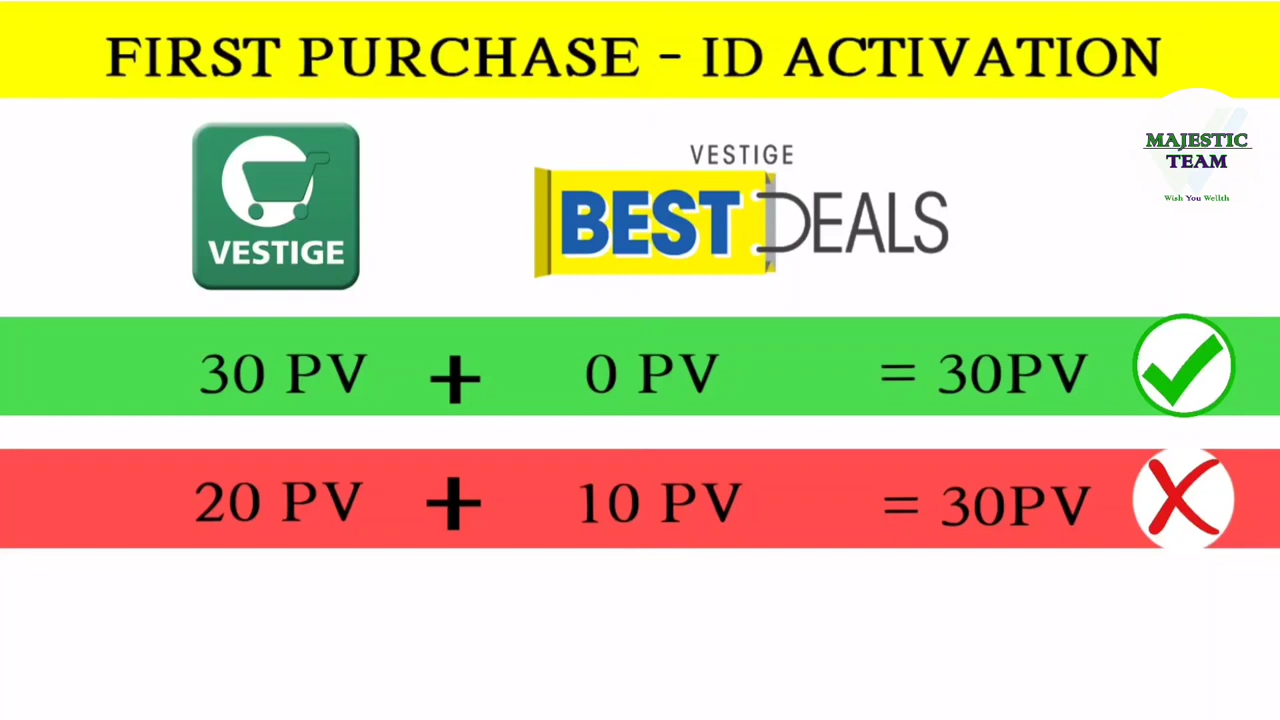 FIRST PURCHASE - ID ACTIVATION
VESTIGE
VESTIGE
BEST DEALS
MAJESTIC
TEAM
Wish You Wellth
30 PV + 0 PV = 30PV
20 PV + 10 PV = 30PV